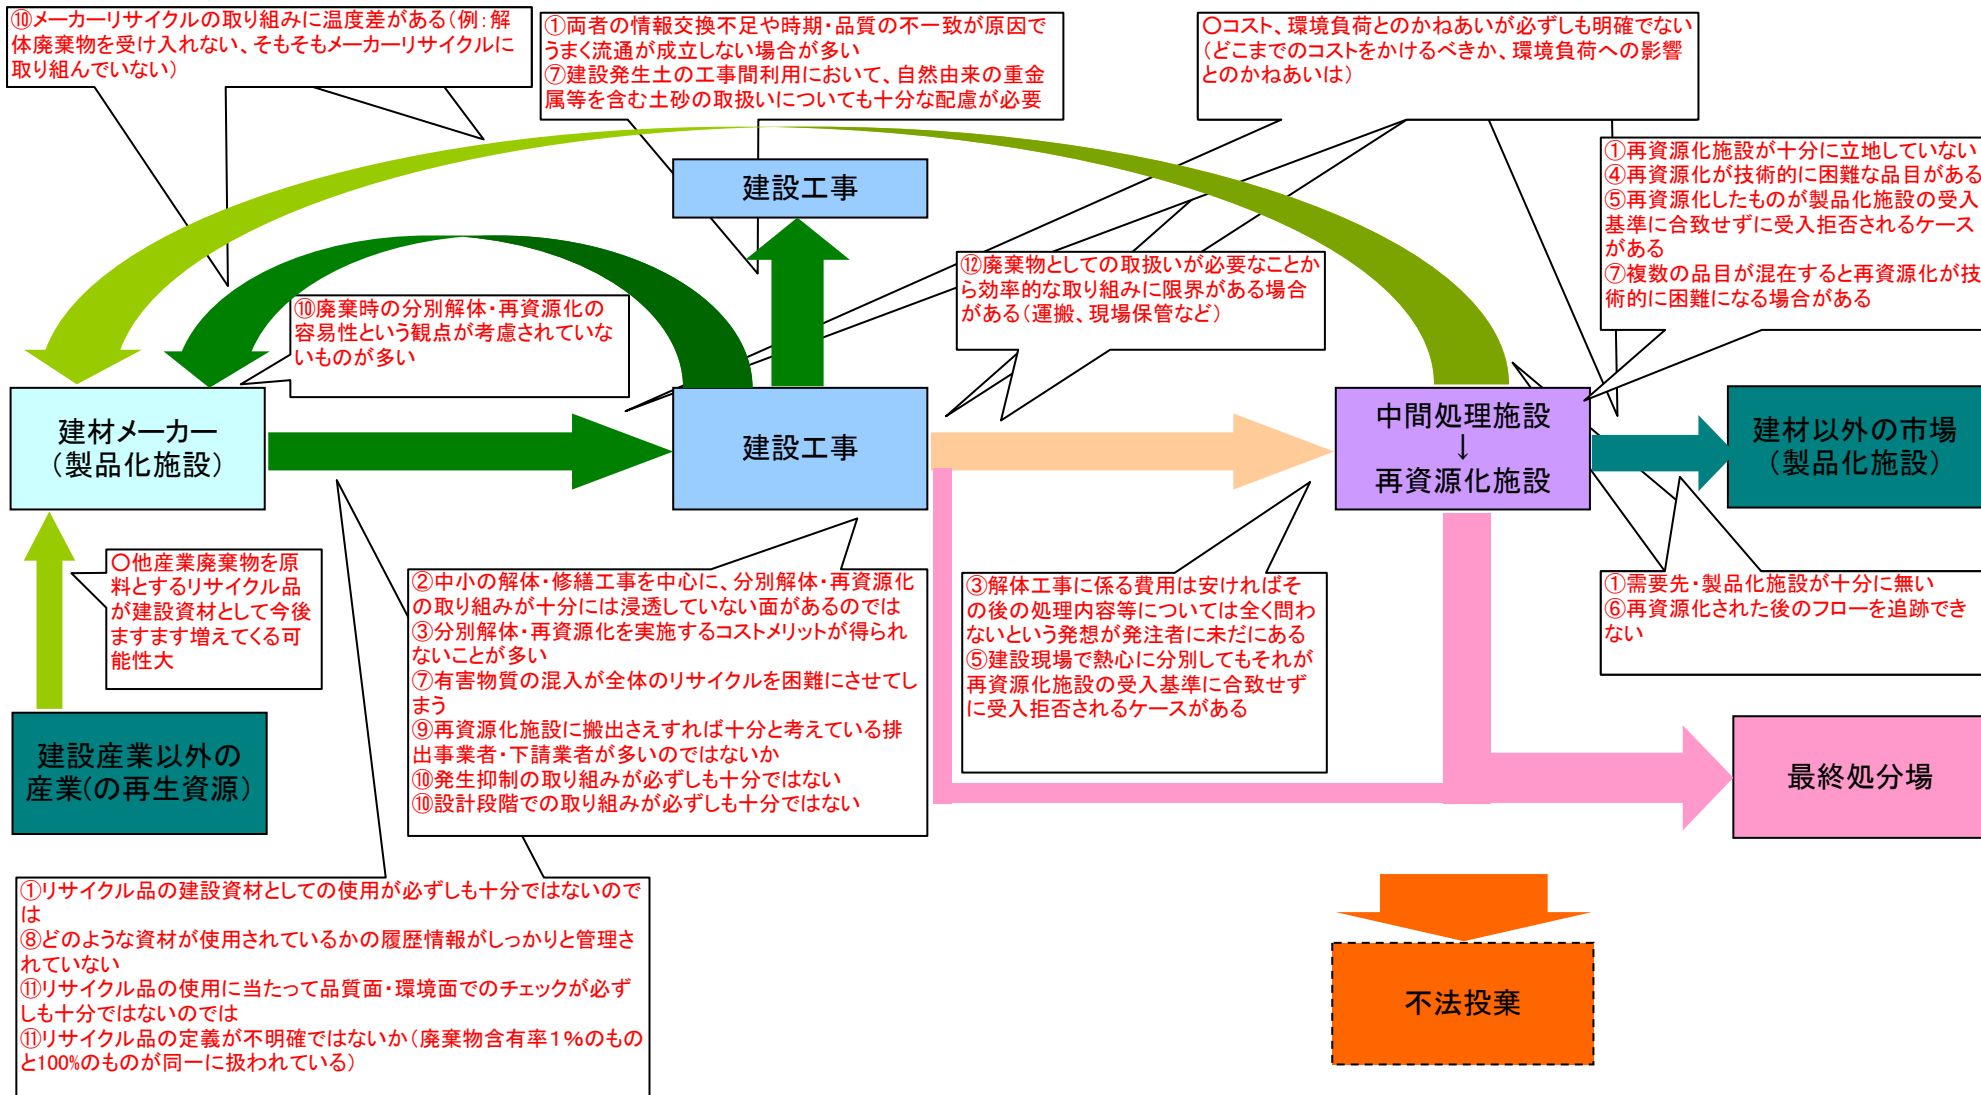 ⑩メーカーリサイクルの取り組みに温度差がある(例:解
体廃棄物を受け入れない、そもそもメーカーリサイクルに
取り組んでいない)
①両者の情報交換不足や時期・品質の不一致が原因で
うまく流通が成立しない場合が多い
⑦建設発生土の工事間利用において、自然由来の重金
属等を含む土砂の取扱いについても十分な配慮が必要
○コスト、環境負荷とのかねあいが必ずしも明確でない
(どこまでのコストをかけるべきか、環境負荷への影響
とのかねあいは)
①再資源化施設が十分に立地していない
④再資源化が技術的に困難な品目がある
⑤再資源化したものが製品化施設の受入
基準に合致せずに受入拒否されるケース
がある
⑦複数の品目が混在すると再資源化が技
術的に困難になる場合がある
建設工事
⑫廃棄物としての取扱いが必要なことか
ら効率的な取り組みに限界がある場合
がある(運搬、現場保管など)
⑩廃棄時の分別解体・再資源化の
容易性という観点が考慮されていな
いものが多い
建材メーカー
(製品化施設)
建設工事
中間処理施設
↓
再資源化施設
建材以外の市場
(製品化施設)
○他産業廃棄物を原
料とするリサイクル品
が建設資材として今後
ますます増えてくる可
能性大
②中小の解体・修繕工事を中心に、分別解体・再資源化
の取り組みが十分には浸透していない面があるのでは
③分別解体・再資源化を実施するコストメリットが得られ
ないことが多い
⑦有害物質の混入が全体のリサイクルを困難にさせてし
まう
⑨再資源化施設に搬出さえすれば十分と考えている排
出事業者・下請業者が多いのではないか
⑩発生抑制の取り組みが必ずしも十分ではない
⑩設計段階での取り組みが必ずしも十分ではない
③解体工事に係る費用は安ければそ
の後の処理内容等については全く問わ
ないという発想が発注者に未だにある
⑤建設現場で熱心に分別してもそれが
再資源化施設の受入基準に合致せず
に受入拒否されるケースがある
①需要先・製品化施設が十分に無い
⑥再資源化された後のフローを追跡でき
ない
建設産業以外の
産業(の再生資源)
最終処分場
①リサイクル品の建設資材としての使用が必ずしも十分ではないので
は
⑧どのような資材が使用されているかの履歴情報がしっかりと管理さ
れていない
⑪リサイクル品の使用に当たって品質面・環境面でのチェックが必ず
しも十分ではないのでは
⑪リサイクル品の定義が不明確ではないか(廃棄物含有率1%のもの
と100%のものが同一に扱われている)
不法投棄